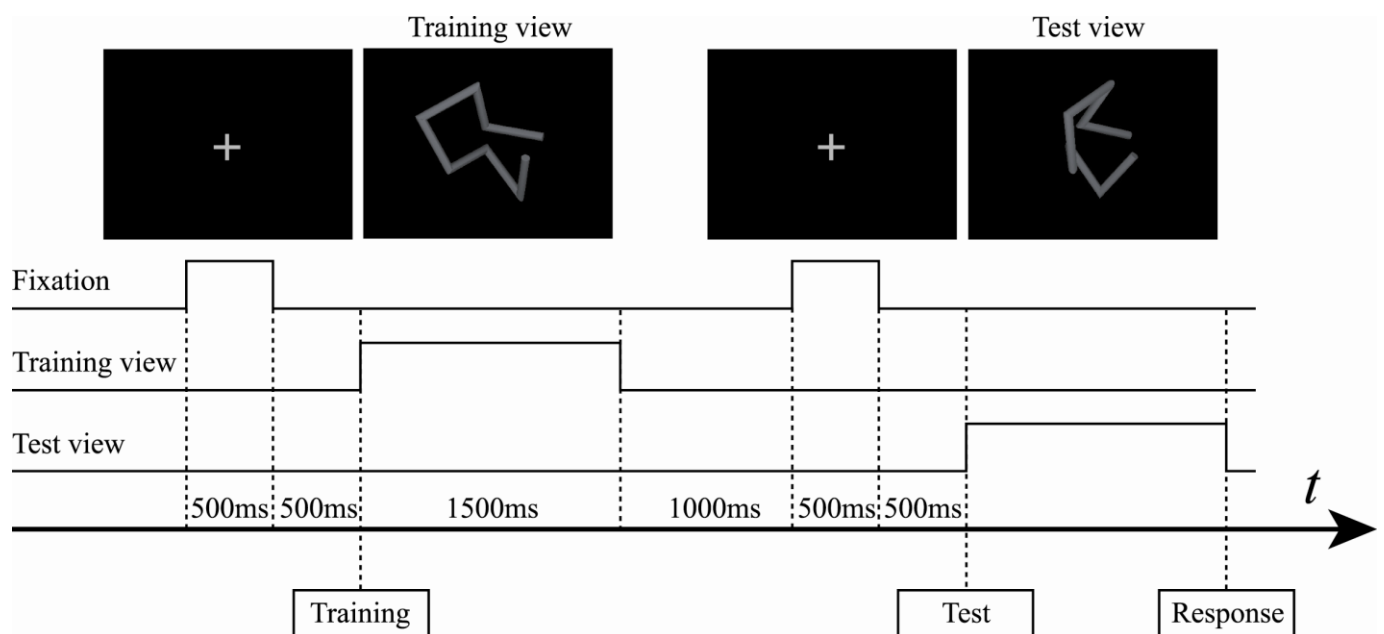 Training view
Test view
Fixation
Training view
Test view
500ms 500ms 1500ms 1000ms 500ms 500ms
t
Training
Test
Response